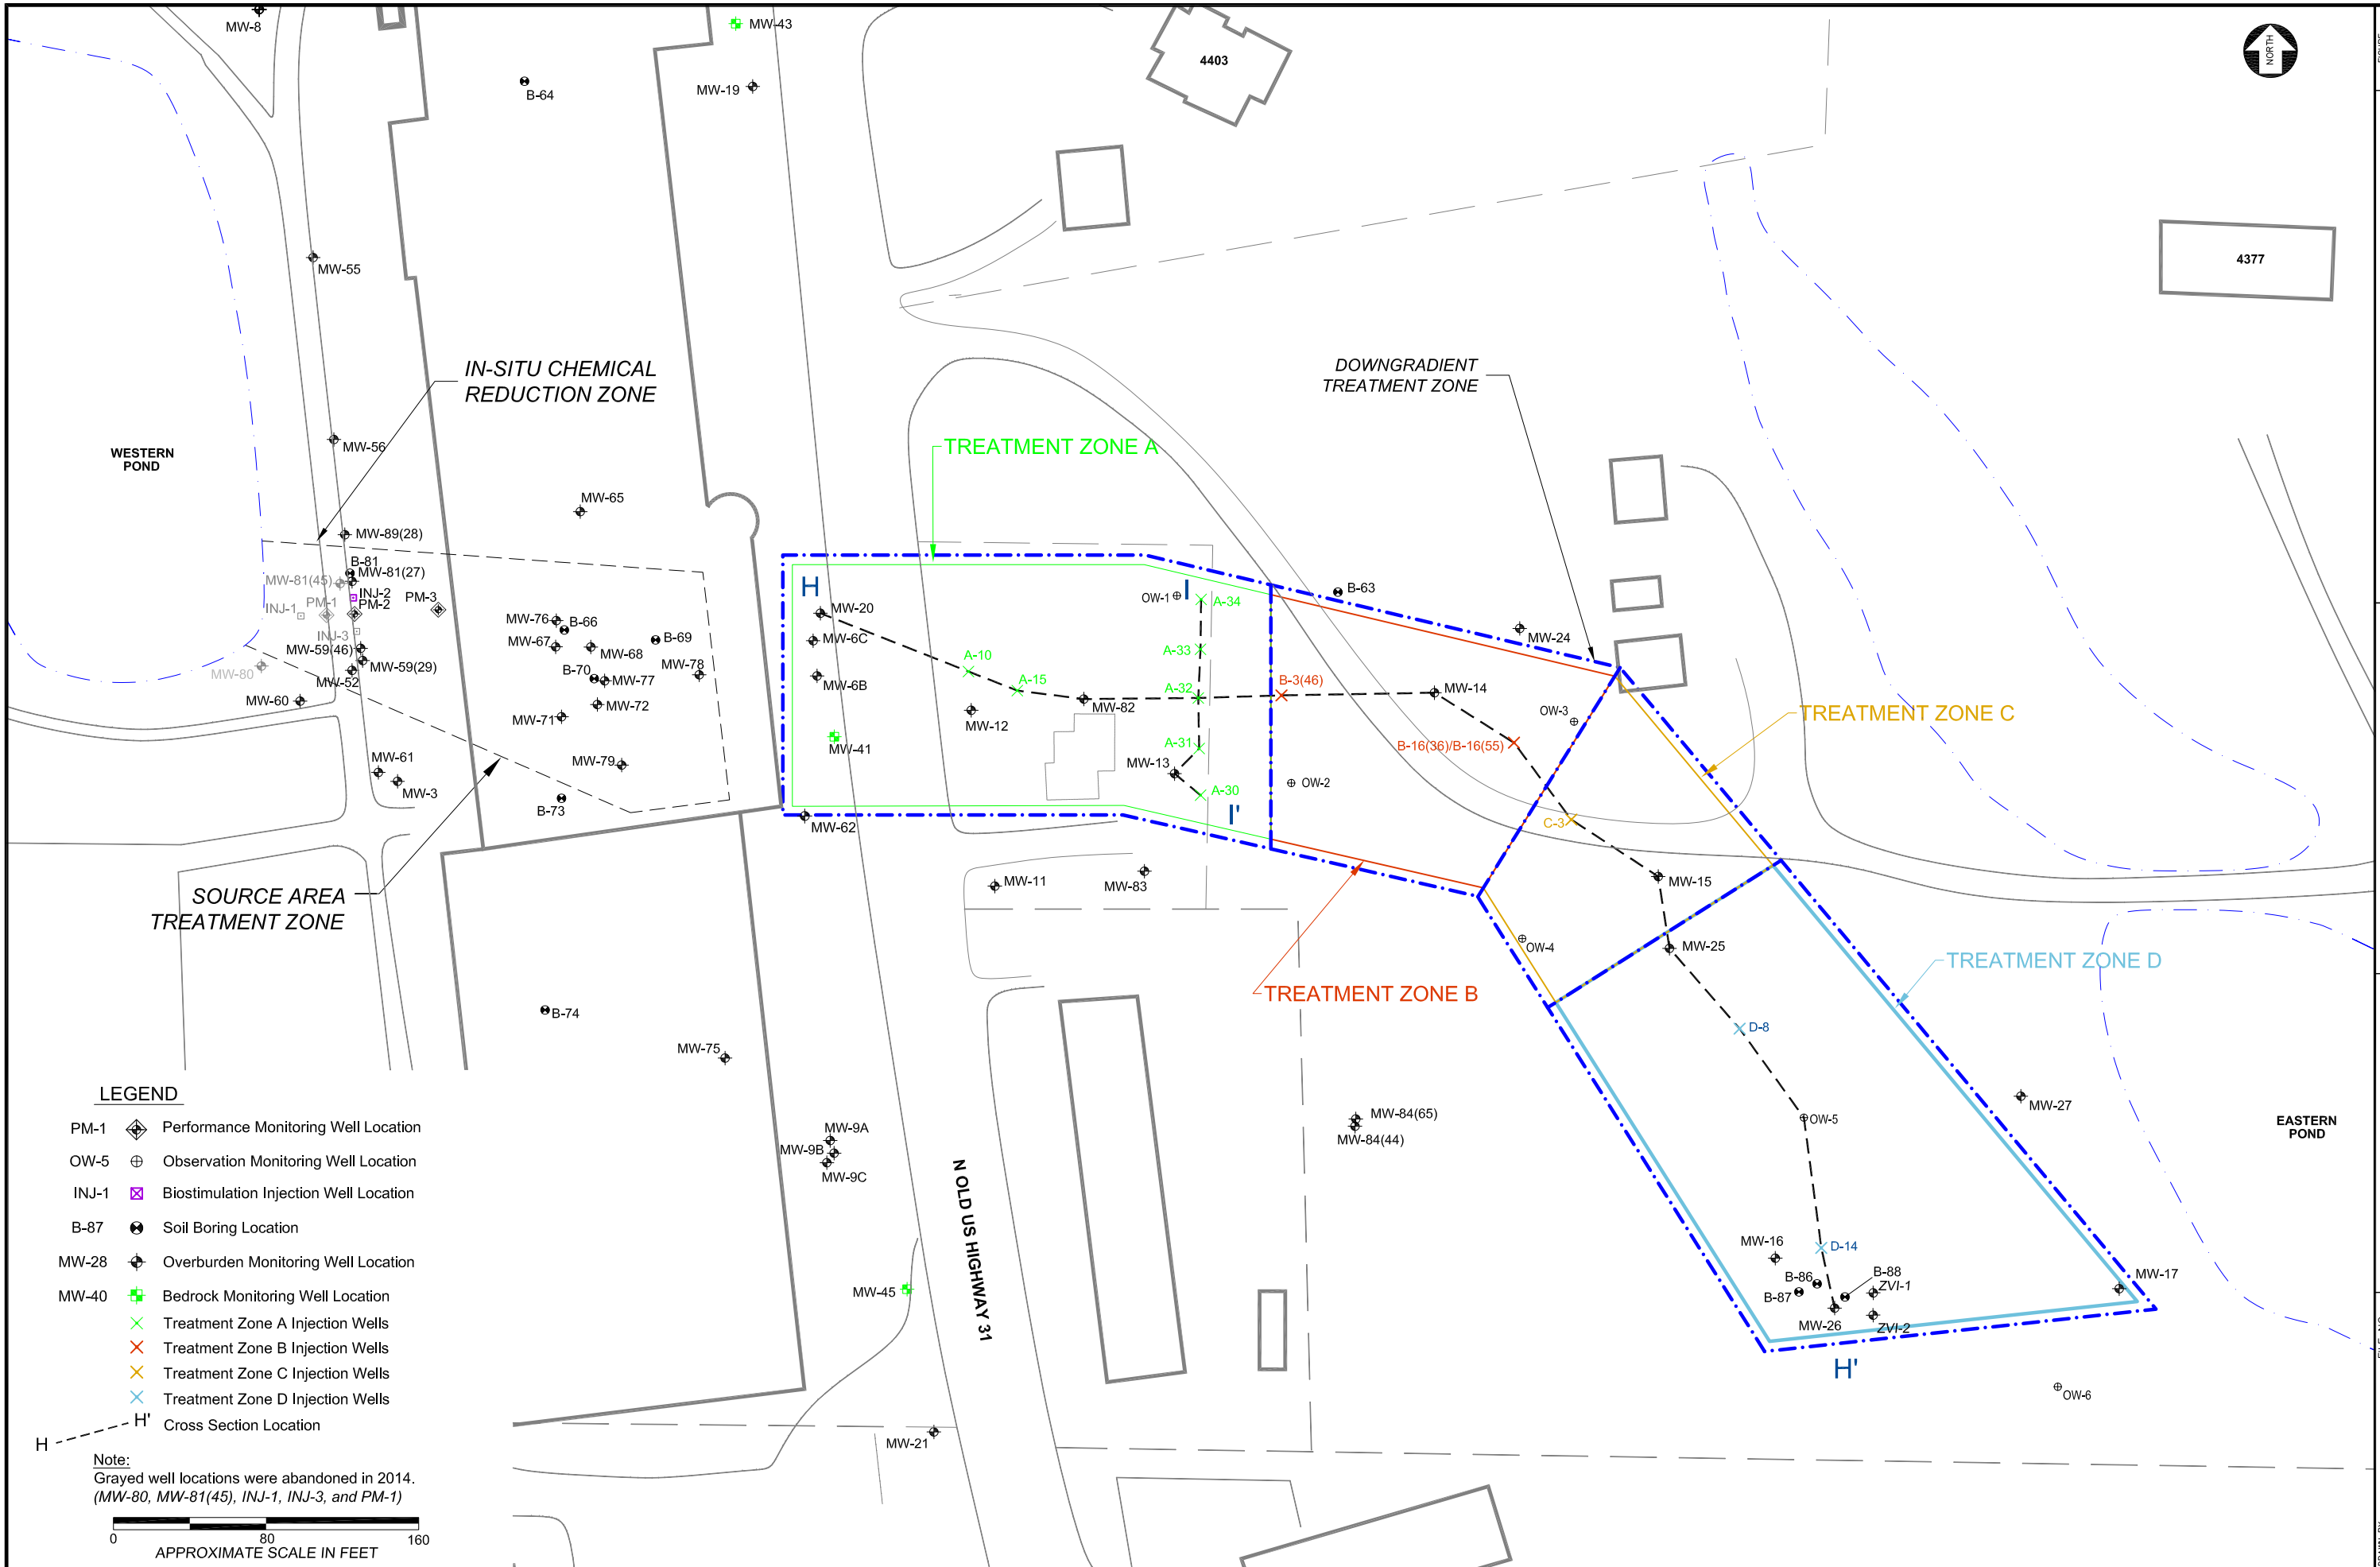 MW-8
MW-43
B-64
MW-19
4403
NORTH
MW-55
4377
IN-SITU CHEMICAL
REDUCTION ZONE
DOWNGRADIENT
TREATMENT ZONE
WESTERN
POND
MW-56
TREATMENT ZONE A
MW-65
MW-89(28)
B-81
MW-81(45)
MW-81(27)
INJ-2
INJ-1
PM-1
PM-2
PM-3
INJ-3
MW-59(46)
MW-59(29)
MW-80
MW-52
MW-60
MW-61
MW-3
MW-76
B-66
MW-67
MW-68
B-69
B-70
MW-77
MW-78
MW-71
MW-72
MW-79
B-73
H
MW-20
MW-6C
MW-6B
MW-41
MW-62
A-10
A-15
MW-12
MW-82
OW-1
I
A-34
A-33
A-32
A-31
MW-13
A-30
I'
B-3(46)
OW-2
B-63
MW-24
MW-14
OW-3
B-16(36)/B-16(55)
C-3
TREATMENT ZONE C
MW-15
MW-11
MW-83
SOURCE AREA
TREATMENT ZONE
OW-4
MW-25
TREATMENT ZONE D
TREATMENT ZONE B
D-8
B-74
MW-75
MW-9A
MW-9B
MW-9C
MW-84(65)
MW-84(44)
OW-5
MW-27
EASTERN
POND
N OLD US HIGHWAY 31
MW-16
D-14
B-86
B-88
B-87
ZVI-1
MW-26
ZVI-2
MW-17
MW-45
H'
OW-6
MW-21
LEGEND
PM-1 Performance Monitoring Well Location
OW-5 Observation Monitoring Well Location
INJ-1 Biostimulation Injection Well Location
B-87 Soil Boring Location
MW-28 Overburden Monitoring Well Location
MW-40 Bedrock Monitoring Well Location
Treatment Zone A Injection Wells
Treatment Zone B Injection Wells
Treatment Zone C Injection Wells
Treatment Zone D Injection Wells
H H' Cross Section Location
Note:
Grayed well locations were abandoned in 2014.
(MW-80, MW-81(45), INJ-1, INJ-3, and PM-1)
0 80 160
APPROXIMATE SCALE IN FEET